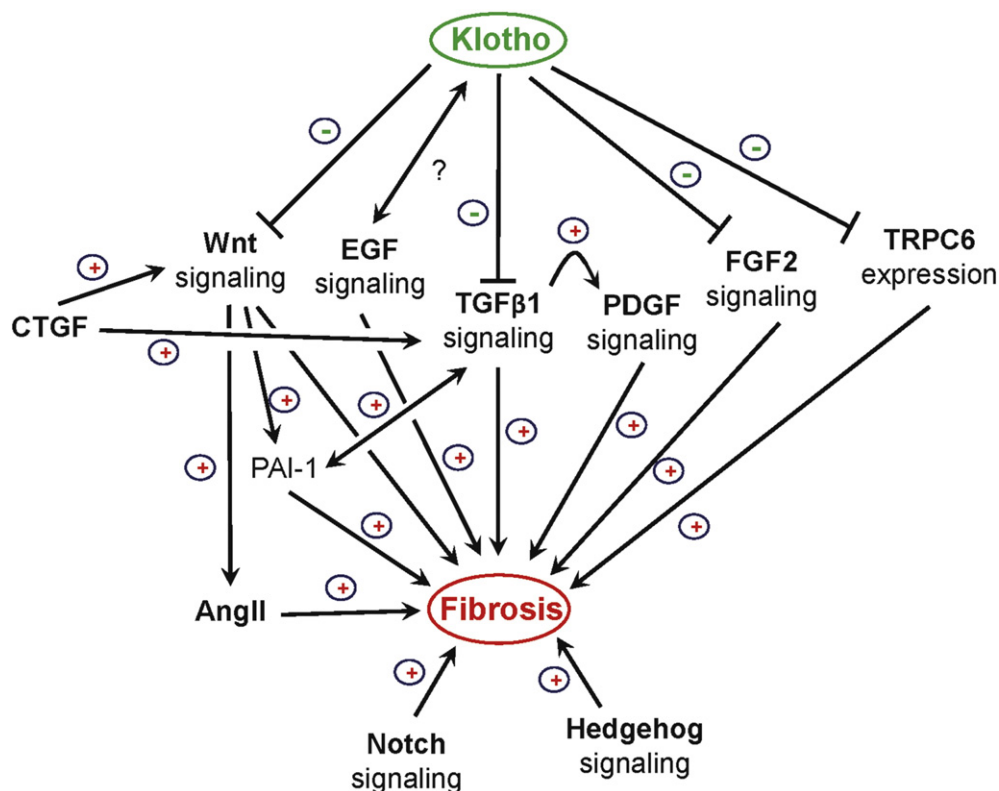 Klotho
-
-
-
?
-
-
+
Wnt
signaling
EGF
signaling
TRPC6
expression
FGF2
signaling
+
TGFβ1
signaling
PDGF
signaling
CTGF
+
+
+
+
+
+
+
PAI-1
+
+
+
+
+
AngII
Fibrosis
+
+
Notch
signaling
Hedgehog
signaling